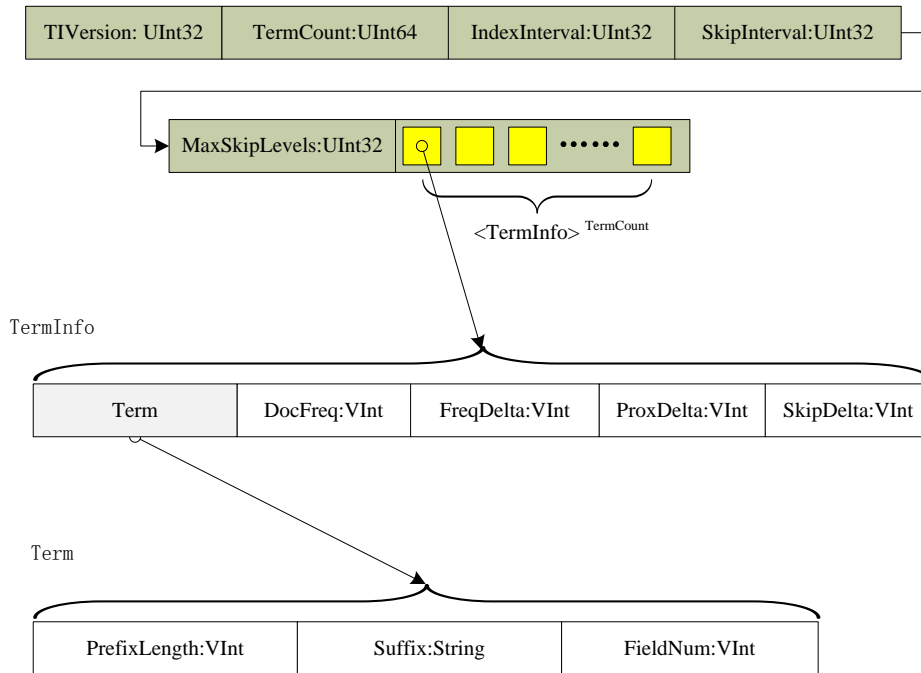 TIVersion: UInt32 TermCount:UInt64 IndexInterval:UInt32 SkipInterval:UInt32
MaxSkipLevels:UInt32 ••••••
<TermInfo> TermCount
TermInfo
Term DocFreq:VInt FreqDelta:VInt ProxDelta:VInt SkipDelta:VInt
Term
PrefixLength:VInt Suffix:String FieldNum:VInt